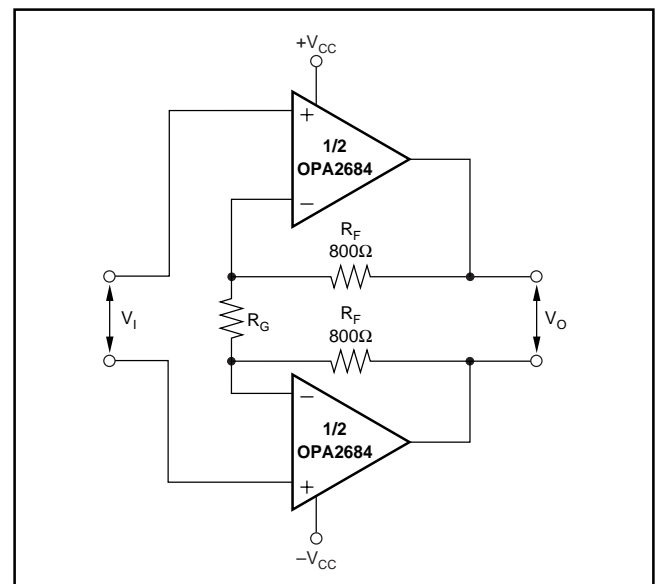 +V_CC
+
1/2
OPA2684
−
R_F
800Ω
V_I
R_G
R_F
800Ω
V_O
−
1/2
OPA2684
+
−V_CC